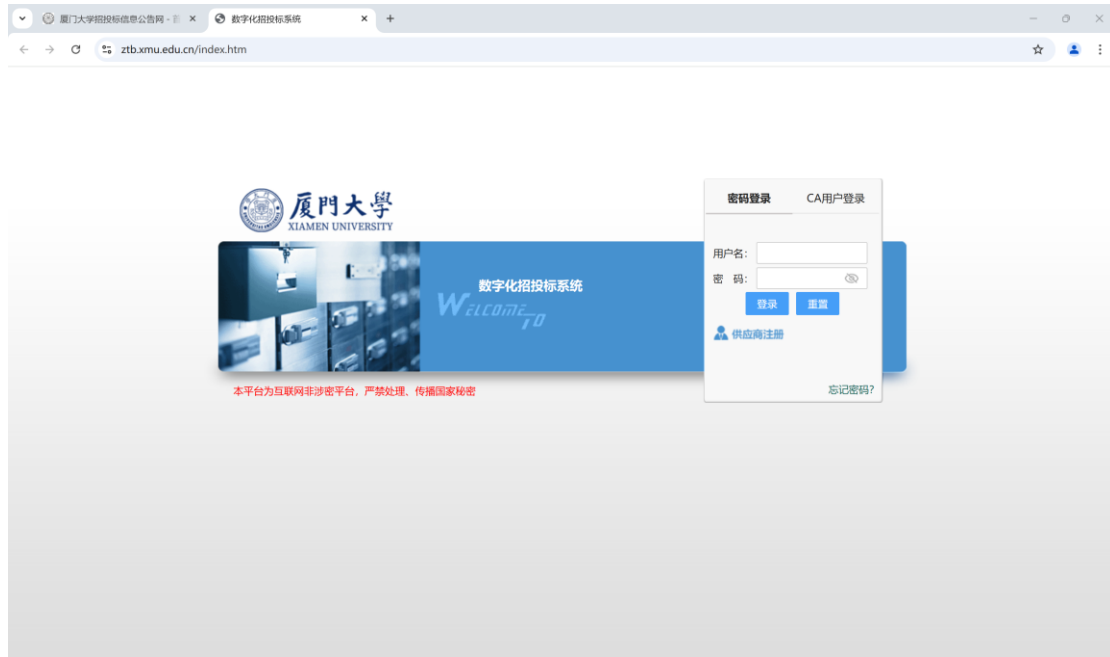 厦门大学招投标信息公告网 -
数字化招投标系统
ztb.xmu.edu.cn/index.htm
厦門大學
XIAMEN UNIVERSITY
密码登录 CA用户登录
用户名:
密 码:
登录 重置
供应商注册
忘记密码?
数字化招投标系统
WELCOME TO
本平台为互联网非涉密平台，严禁处理、传播国家秘密